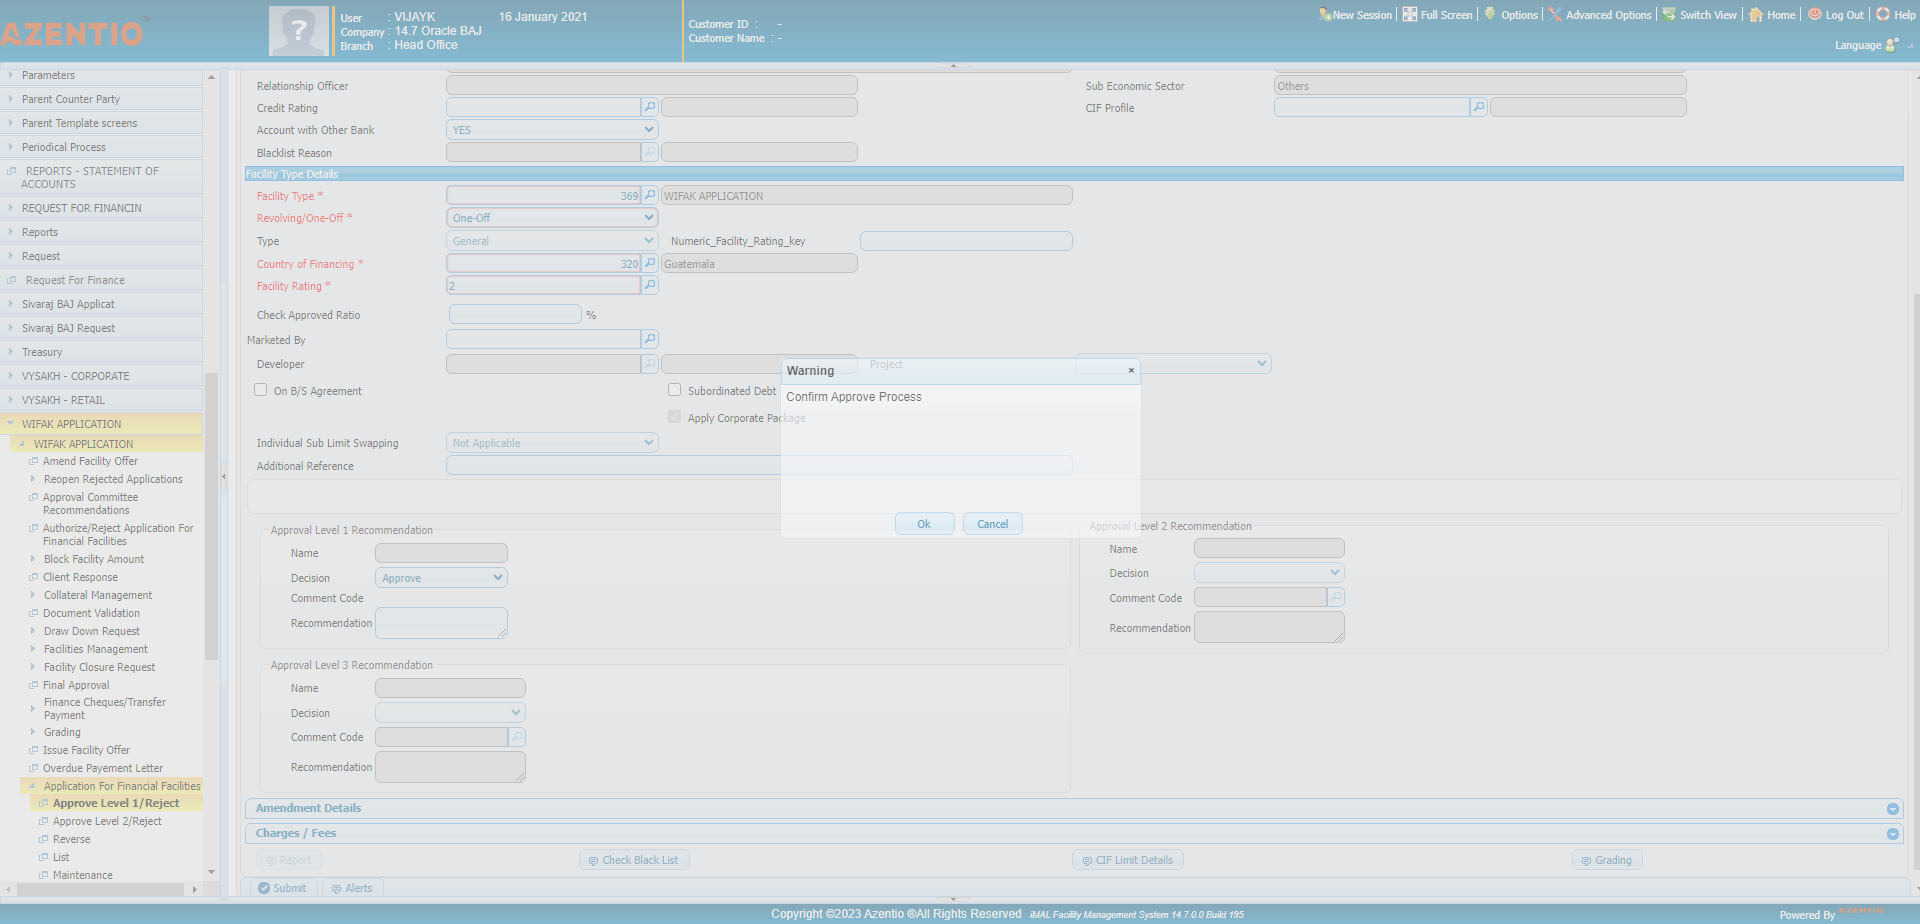 AZENTIO™
User : VIJAYK 16 January 2021
Company : 14.7 Oracle BAJ
Branch : Head Office
Customer ID : -
Customer Name : -
New Session Full Screen Options Advanced Options Switch View Home Log Out Help
Language
Parameters
Parent Counter Party
Parent Template screens
Periodical Process
REPORTS - STATEMENT OF
ACCOUNTS
REQUEST FOR FINANCIN
Reports
Request
Request For Finance
Sivaraj BAJ Applicat
Sivaraj BAJ Request
Treasury
VYSAKH - CORPORATE
VYSAKH - RETAIL
WIFAK APPLICATION
WIFAK APPLICATION
Amend Facility Offer
Reopen Rejected Applications
Approval Committee
Recommendations
Authorize/Reject Application For
Financial Facilities
Block Facility Amount
Client Response
Collateral Management
Document Validation
Draw Down Request
Facilities Management
Facility Closure Request
Final Approval
Finance Cheques/Transfer
Payment
Grading
Issue Facility Offer
Overdue Payement Letter
Application For Financial Facilities
Approve Level 1/Reject
Approve Level 2/Reject
Reverse
List
Maintenance
Relationship Officer
Sub Economic Sector Others
Credit Rating
CIF Profile
Account with Other Bank YES
Blacklist Reason
Facility Type Details
Facility Type * 369 WIFAK APPLICATION
Revolving/One-Off * One-Off
Type General Numeric_Facility_Rating_key
Country of Financing * 320 Guatemala
Facility Rating * 2
Check Approved Ratio %
Marketed By
Developer Project
On B/S Agreement Subordinated Debt
Apply Corporate Package
Individual Sub Limit Swapping Not Applicable
Additional Reference
Warning ×
Confirm Approve Process
Ok Cancel
Approval Level 1 Recommendation
Name
Decision Approve
Comment Code
Recommendation
Approval Level 2 Recommendation
Name
Decision
Comment Code
Recommendation
Approval Level 3 Recommendation
Name
Decision
Comment Code
Recommendation
Amendment Details
Charges / Fees
Report Check Black List CIF Limit Details Grading
Submit Alerts
Copyright ©2023 Azentio ®All Rights Reserved iMAL Facility Management System 14.7.0.0 Build 195
Powered By AZENTIO